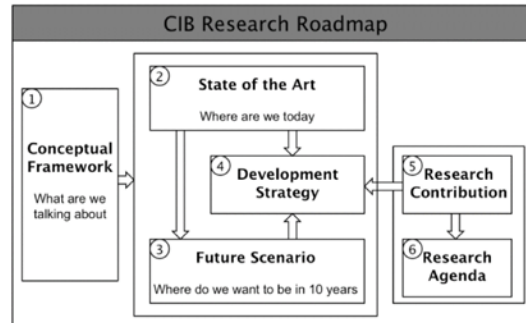 CIB Research Roadmap
1
Conceptual
Framework
What are we
talking about
2
State of the Art
Where are we today
4
Development
Strategy
3
Future Scenario
Where do we want to be in 10 years
5
Research
Contribution
6
Research
Agenda